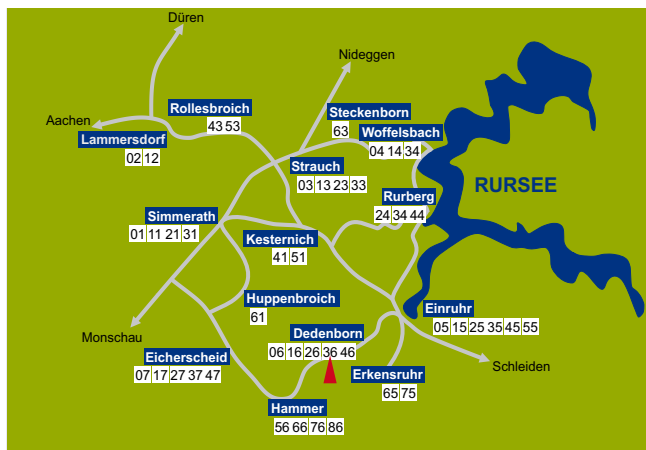 Düren
Nideggen
Aachen
Rollesbroich
43 53
Lammersdorf
02 12
Steckenborn
63
Woffelsbach
04 14 34
Strauch
03 13 23 33
RURSEE
Rurberg
24 34 44
Simmerath
01 11 21 31
Kesternich
41 51
Huppenbroich
61
Einruhr
05 15 25 35 45 55
Monschau
Dedenborn
06 16 26 36 46
Eicherscheid
07 17 27 37 47
Schleiden
Erkensruhr
65 75
Hammer
56 66 76 86